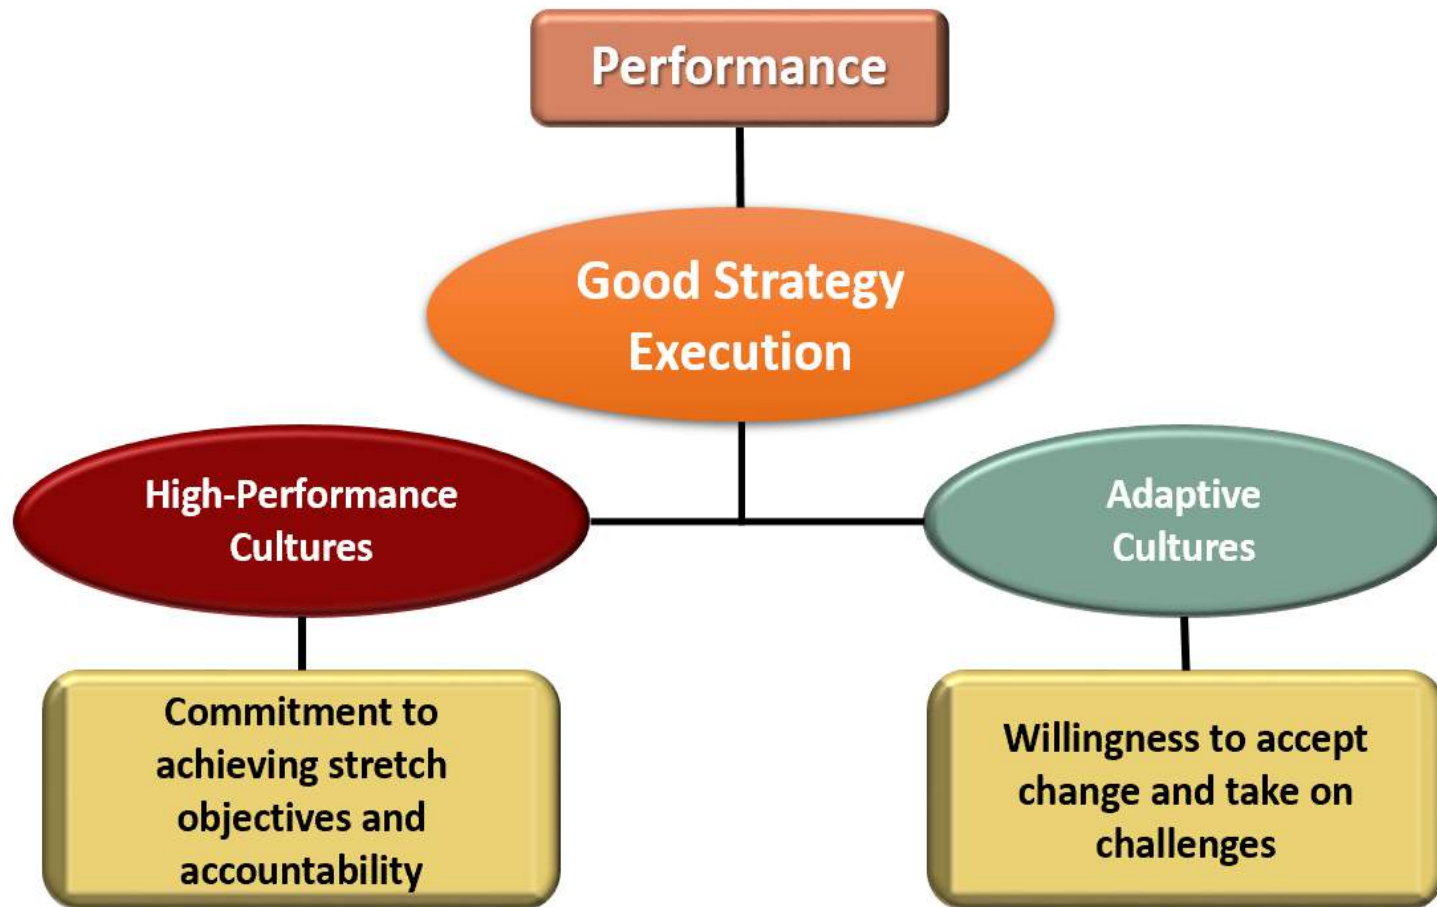 Performance
Good Strategy
Execution
High-Performance
Cultures
Adaptive
Cultures
Commitment to
achieving stretch
objectives and
accountability
Willingness to accept
change and take on
challenges